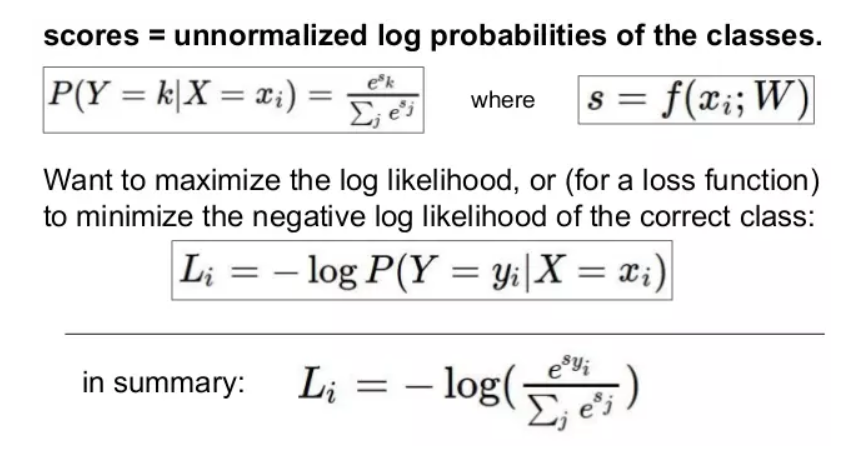 scores = unnormalized log probabilities of the classes.
P(Y = k|X = x_i) = \frac{e^{s_k}}{\sum_j e^{s_j}} where s = f(x_i; W)
Want to maximize the log likelihood, or (for a loss function)
to minimize the negative log likelihood of the correct class:
L_i = − log P(Y = y_i|X = x_i)
in summary: L_i = − log(\frac{e^{s_{y_i}}}{\sum_j e^{s_j}})